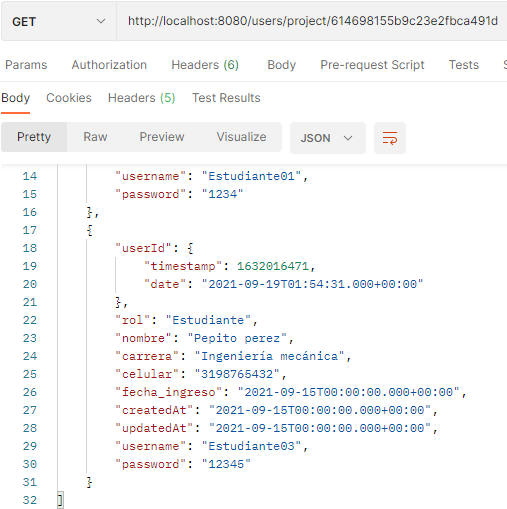 GET http://localhost:8080/users/project/614698155b9c23e2fbca491d
Params Authorization Headers (6) Body Pre-request Script Tests S
Body Cookies Headers (5) Test Results
Pretty Raw Preview Visualize JSON
14 "username": "Estudiante01",
15 "password": "1234"
16 },
17 {
18 "userId": {
19 "timestamp": 1632016471,
20 "date": "2021-09-19T01:54:31.000+00:00"
21 },
22 "rol": "Estudiante",
23 "nombre": "Pepito perez",
24 "carrera": "Ingeniería mecánica",
25 "celular": "3198765432",
26 "fecha_ingreso": "2021-09-15T00:00:00.000+00:00",
27 "createdAt": "2021-09-15T00:00:00.000+00:00",
28 "updatedAt": "2021-09-15T00:00:00.000+00:00",
29 "username": "Estudiante03",
30 "password": "12345"
31 }
32 ]